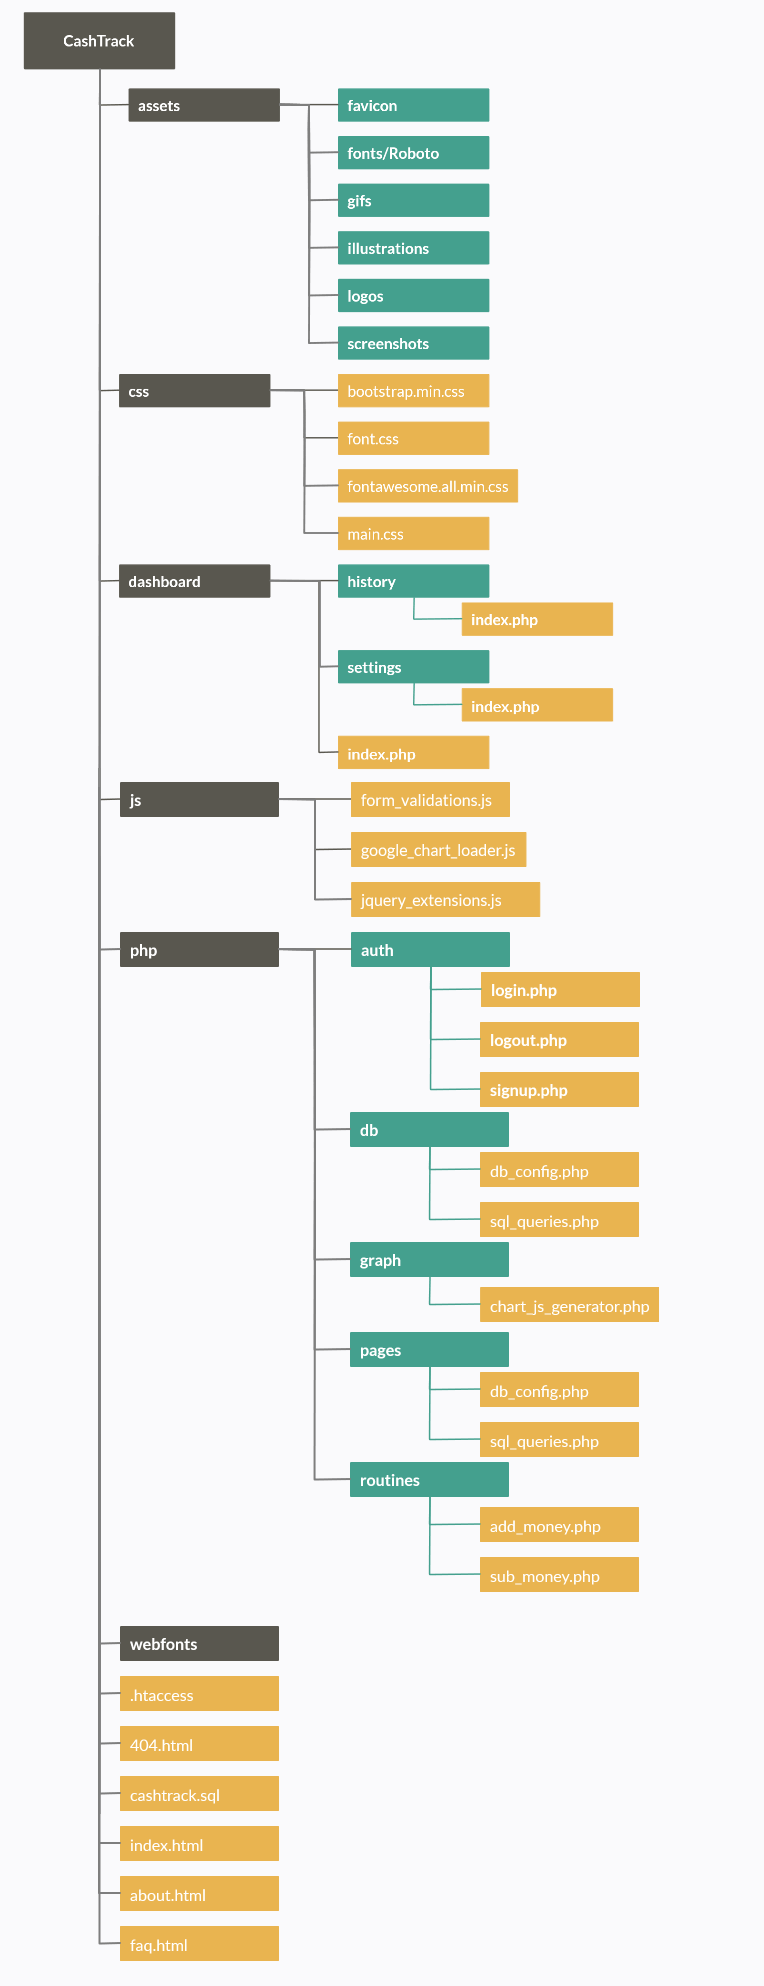 CashTrack
assets
favicon
fonts/Roboto
gifs
illustrations
logos
screenshots
css
bootstrap.min.css
font.css
fontawesome.all.min.css
main.css
dashboard
history
index.php
settings
index.php
index.php
js
form_validations.js
google_chart_loader.js
jquery_extensions.js
php
auth
login.php
logout.php
signup.php
db
db_config.php
sql_queries.php
graph
chart_js_generator.php
pages
db_config.php
sql_queries.php
routines
add_money.php
sub_money.php
webfonts
.htaccess
404.html
cashtrack.sql
index.html
about.html
faq.html